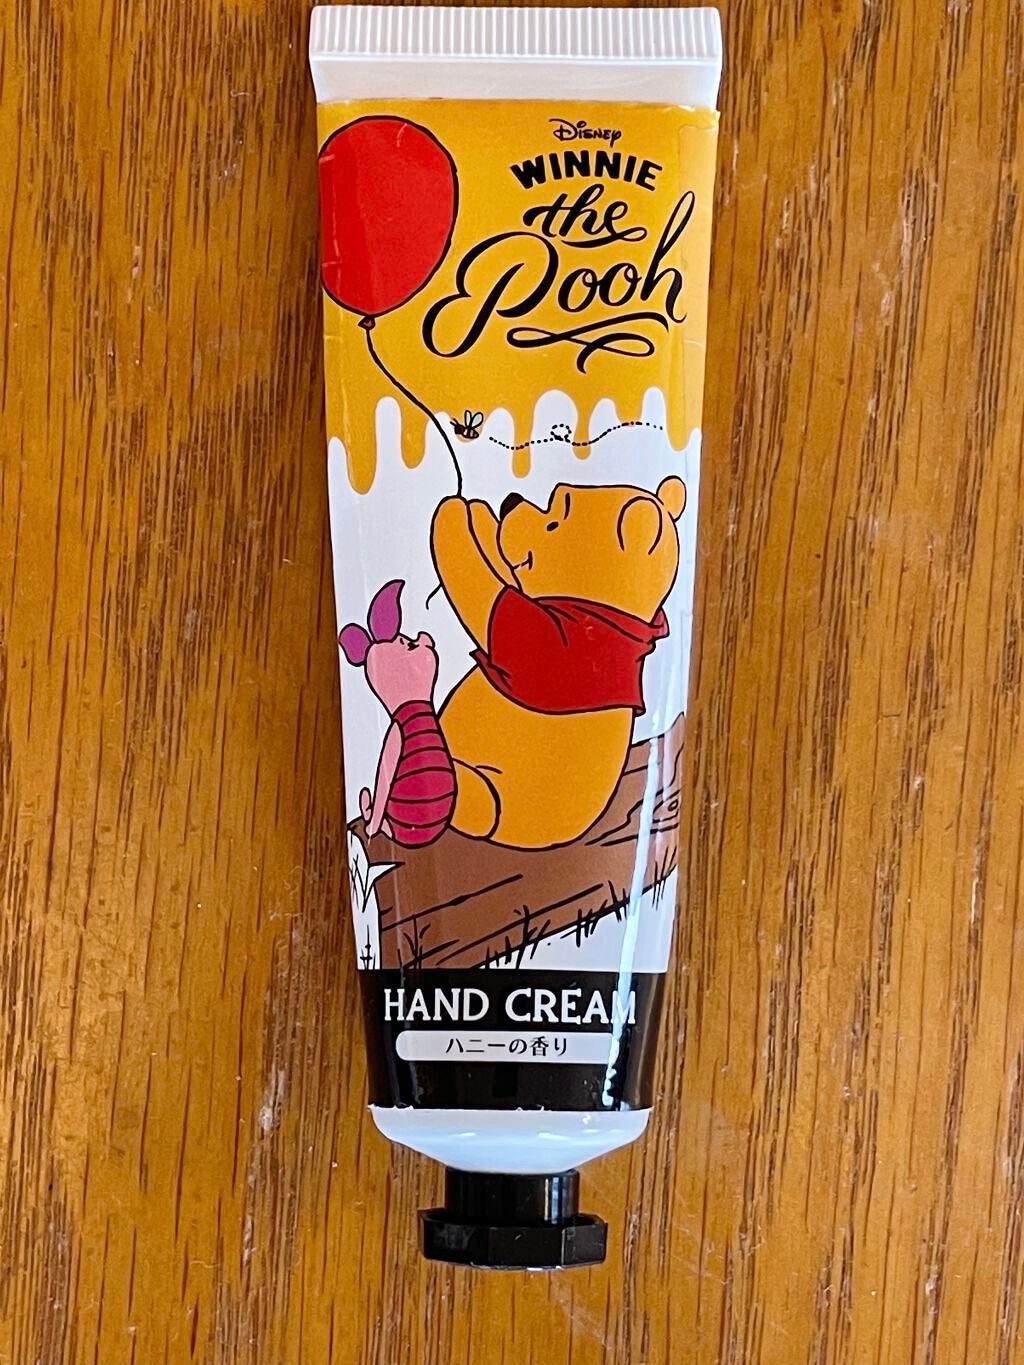 Disney
WINNIE
the
Pooh
HAND CREAM
ハニーの香り